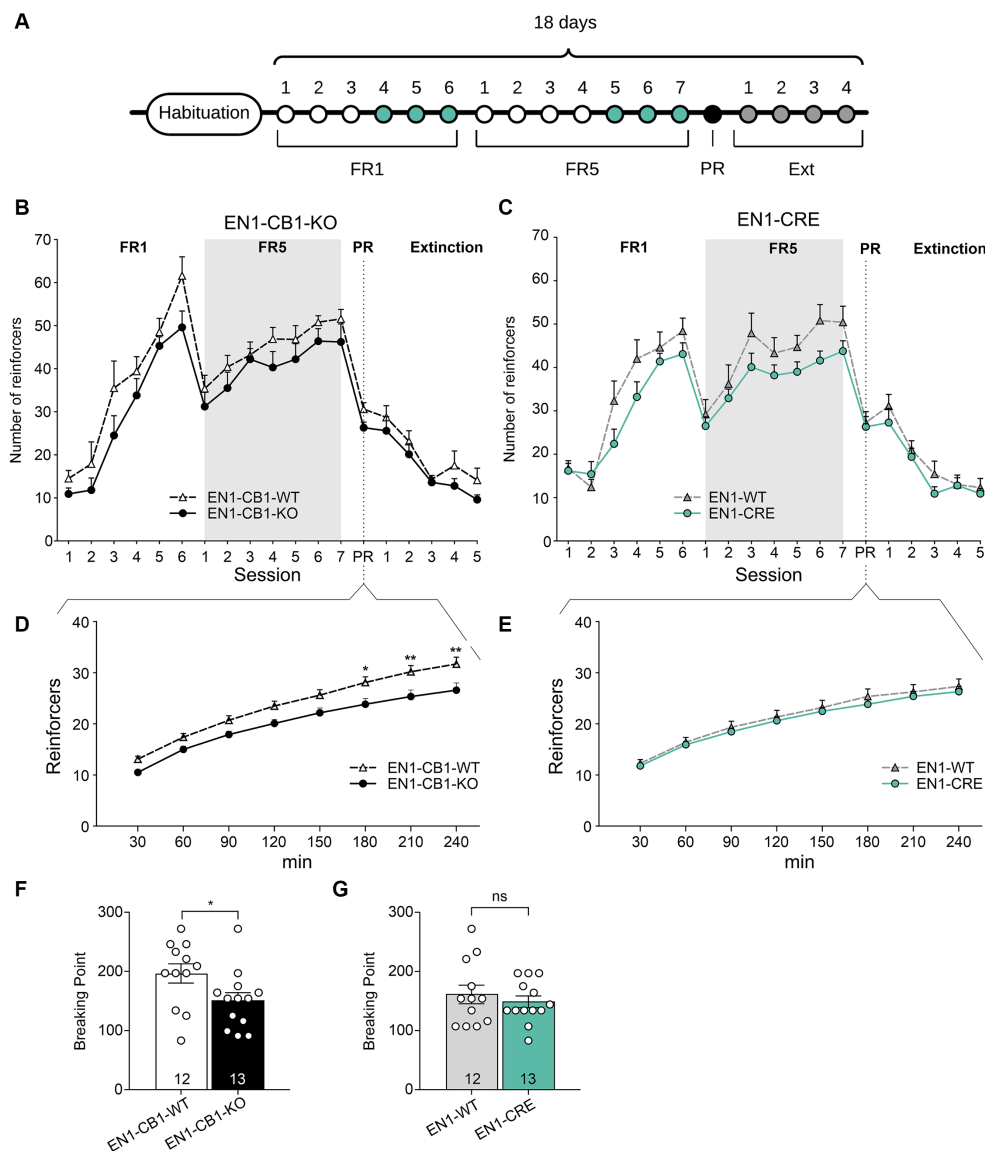 A
18 days
1 2 3 4 5 6 1 2 3 4 5 6 7 1 2 3 4
Habituation
FR1 FR5 PR Ext
B
EN1-CB1-KO
FR1 FR5 PR Extinction
Number of reinforcers
70
60
50
40
30
20
10
0
EN1-CB1-WT
EN1-CB1-KO
1 2 3 4 5 6 1 2 3 4 5 6 7 PR 1 2 3 4 5
Session
C
EN1-CRE
FR1 FR5 PR Extinction
Number of reinforcers
70
60
50
40
30
20
10
0
EN1-WT
EN1-CRE
1 2 3 4 5 6 1 2 3 4 5 6 7 PR 1 2 3 4 5
Session
D
Reinforcers
40
30
20
10
0
* ** **
EN1-CB1-WT
EN1-CB1-KO
30 60 90 120 150 180 210 240
min
E
Reinforcers
40
30
20
10
0
EN1-WT
EN1-CRE
30 60 90 120 150 180 210 240
min
F
Breaking Point
300
200
100
0
*
12 13
EN1-CB1-WT
EN1-CB1-KO
G
Breaking Point
300
200
100
0
ns
12 13
EN1-WT
EN1-CRE